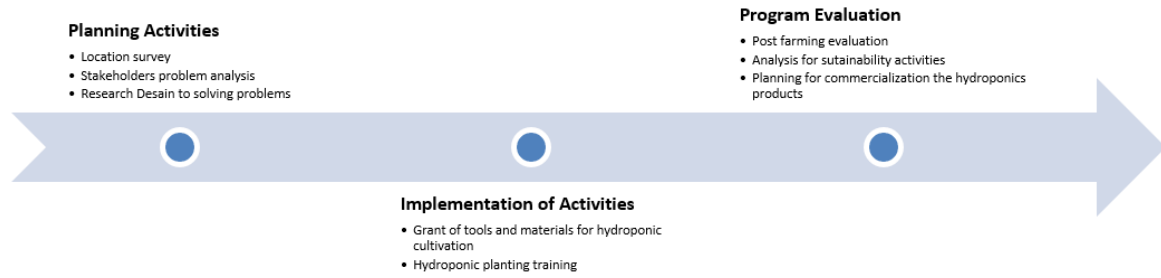 Planning Activities
• Location survey
• Stakeholders problem analysis
• Research Desain to solving problems
Implementation of Activities
• Grant of tools and materials for hydroponic
cultivation
• Hydroponic planting training
Program Evaluation
• Post farming evaluation
• Analysis for sutainability activities
• Planning for commercialization the hydroponics
products